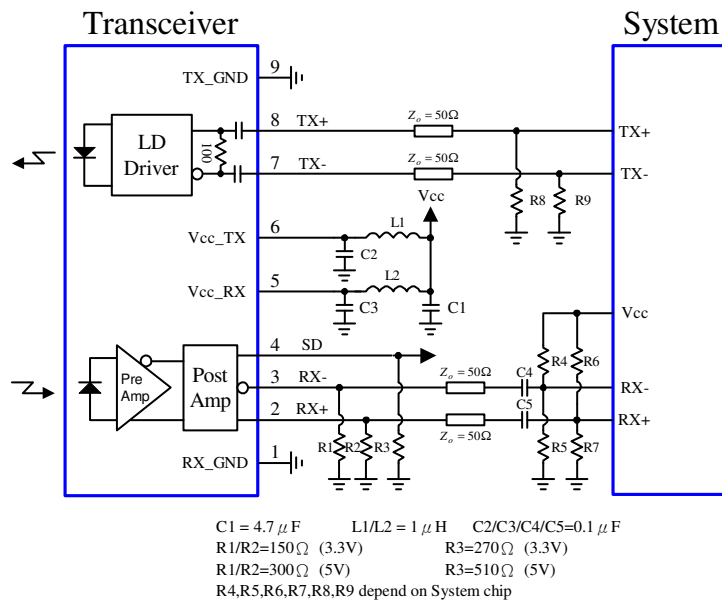 Transceiver System
TX_GND 9
8 TX+ Zo = 50Ω TX+
LD Driver
100
7 TX- Zo = 50Ω TX-
R8 R9
Vcc
Vcc_TX 6 L1
C2
Vcc_RX 5 L2
C3 C1
Vcc
4 SD
R4 R6
Pre Amp
Post Amp
3 RX- Zo = 50Ω C4 RX-
2 RX+ Zo = 50Ω C5 RX+
R1 R2 R3 R5 R7
RX_GND 1
C1 = 4.7 μF L1/L2 = 1 μH C2/C3/C4/C5=0.1 μF
R1/R2=150Ω (3.3V) R3=270Ω (3.3V)
R1/R2=300Ω (5V) R3=510Ω (5V)
R4,R5,R6,R7,R8,R9 depend on System chip